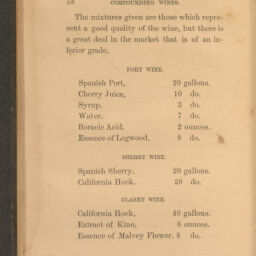 58 COMPOUNDING WINES.
The mixtures given are those which repre-
sent a good quality of the wine, but there is
a great deal in the market that is of an in-
ferior grade.
PORT WINE.
Spanish Port, 20 gallons.
Cherry Juice, 10 do.
Syrup. 3 do.
Water. 7 do.
Boracic Acid, 2 ounces.
Essence of Logwood, 8 do.
SHERRY WINE.
Spanish Sherry, 20 gallons.
California Hock. 20 do.
CLARET WINE.
California Hock, 40 gallons.
Extract of Kino, 8 ounces.
Essence of Malvey Flower, 8 do.